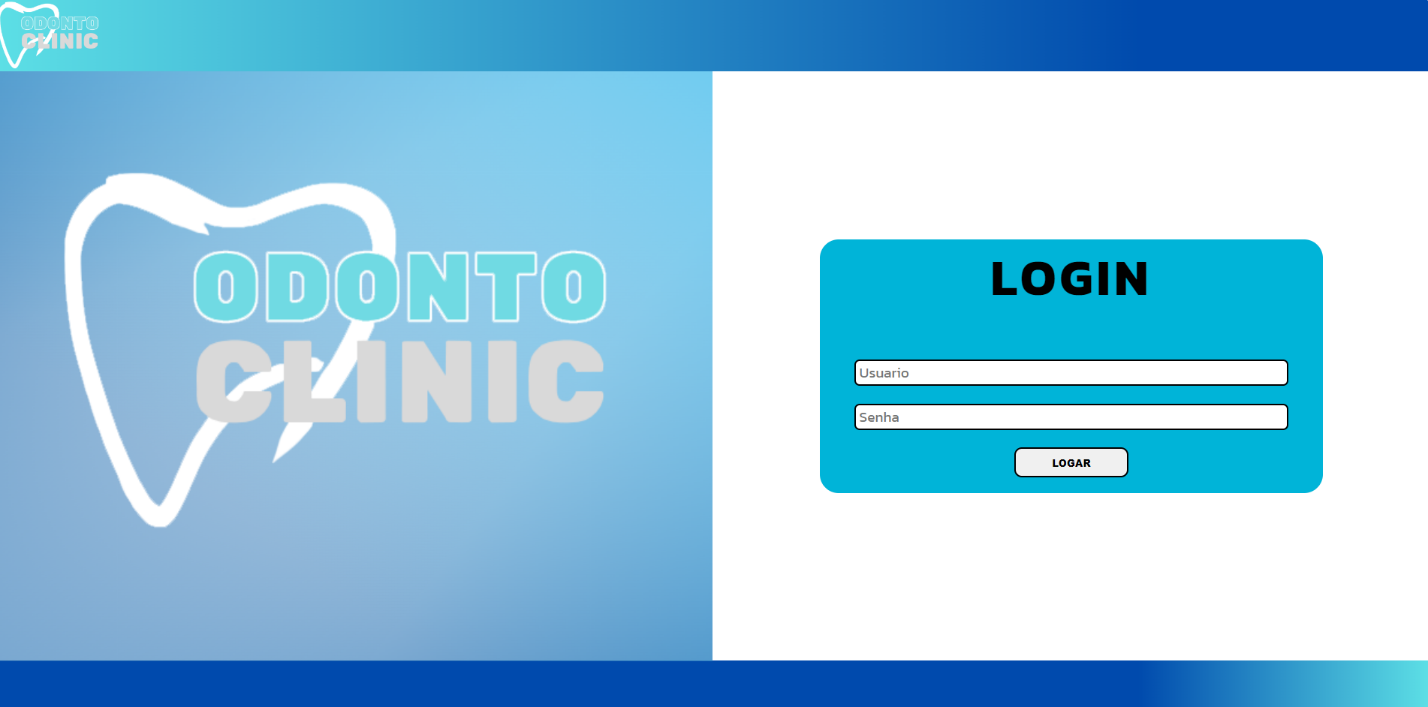 ODONTO
CLINIC
ODONTO
CLINIC
LOGIN
Usuario
Senha
LOGAR